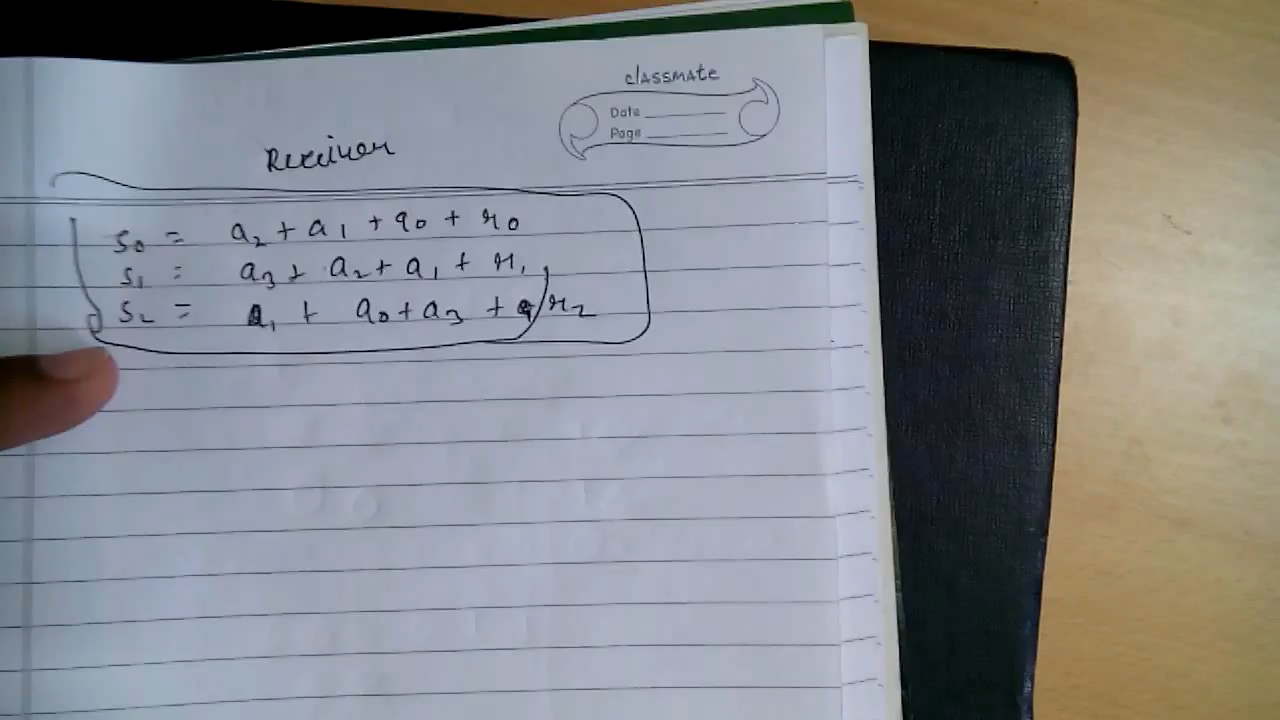 classmate
Date
Page
Receiver
s0 = a2 + a1 + a0 + r0
s1 = a3 + a2 + a1 + r1
s2 = a1 + a0 + a3 + r2